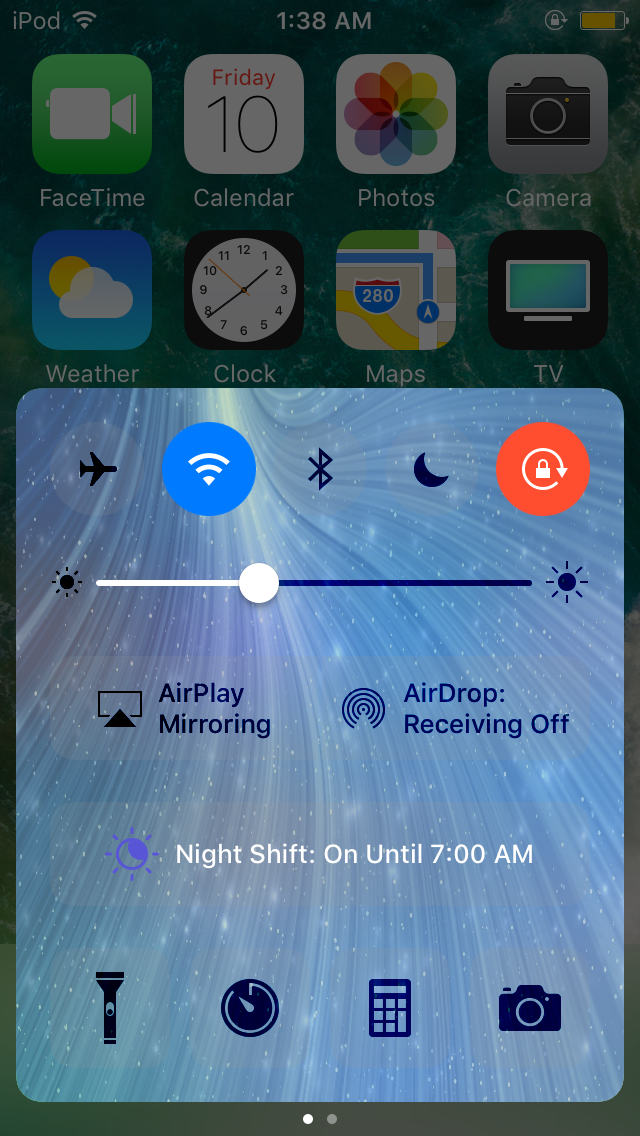 iPod 1:38 AM
Friday
10
FaceTime Calendar Photos Camera
12
11 1
10 2
9 3
8 4
7 5
6
280
Weather Clock Maps TV
AirPlay
Mirroring
AirDrop:
Receiving Off
Night Shift: On Until 7:00 AM